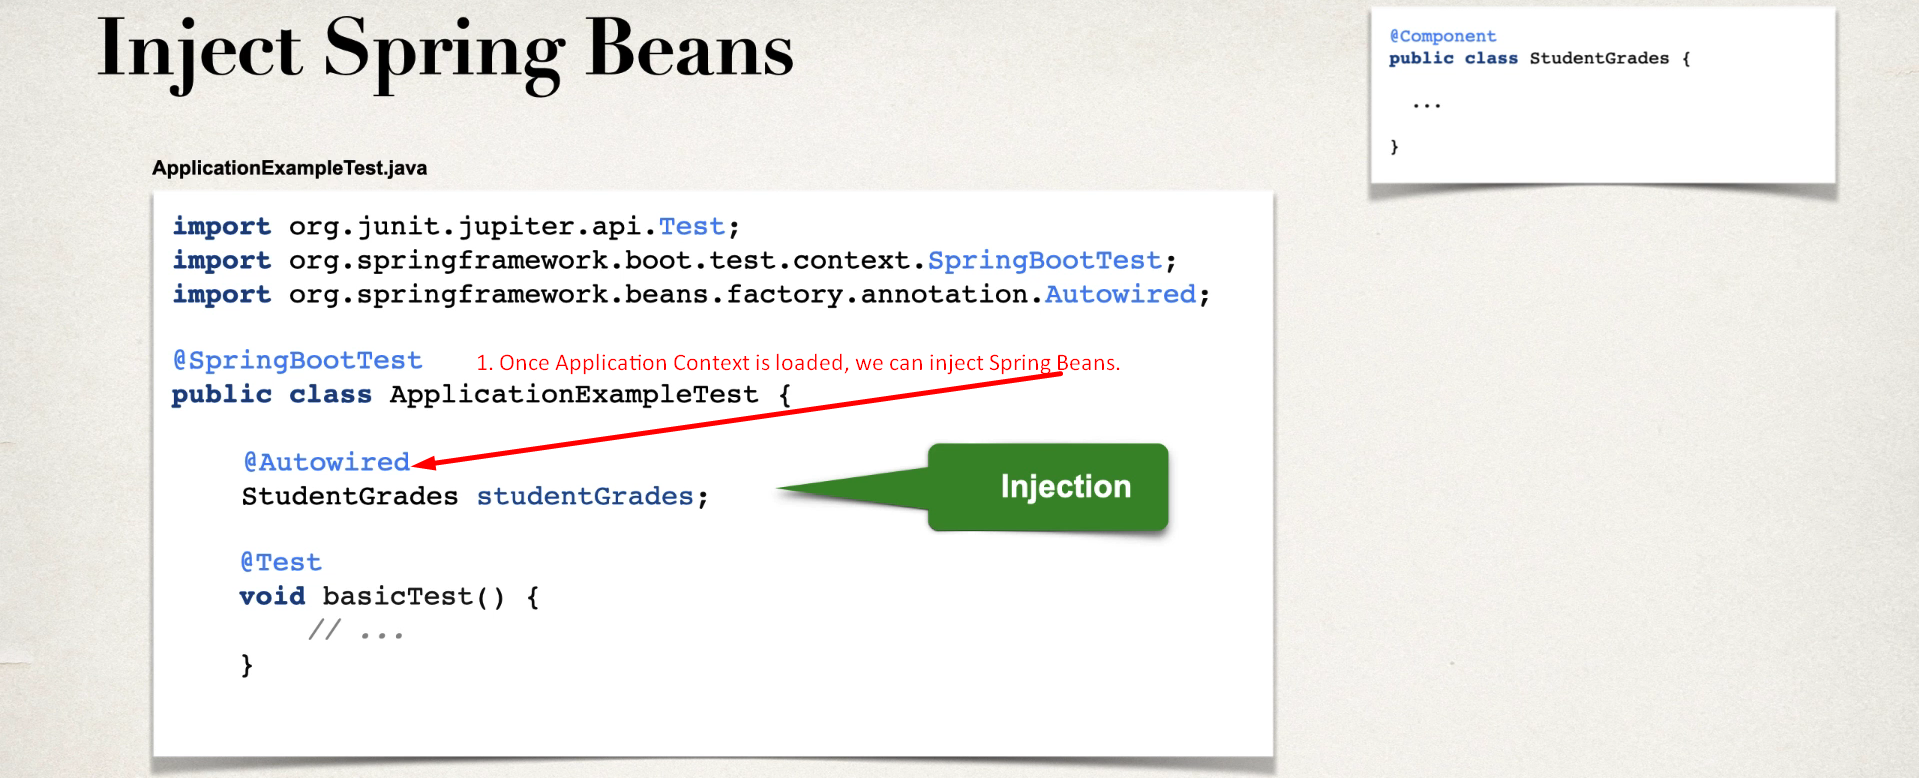 Inject Spring Beans
@Component
public class StudentGrades {
...
}
ApplicationExampleTest.java
import org.junit.jupiter.api.Test;
import org.springframework.boot.test.context.SpringBootTest;
import org.springframework.beans.factory.annotation.Autowired;
@SpringBootTest
1. Once Application Context is loaded, we can inject Spring Beans.
public class ApplicationExampleTest {
@Autowired
StudentGrades studentGrades;
Injection
@Test
void basicTest() {
// ...
}